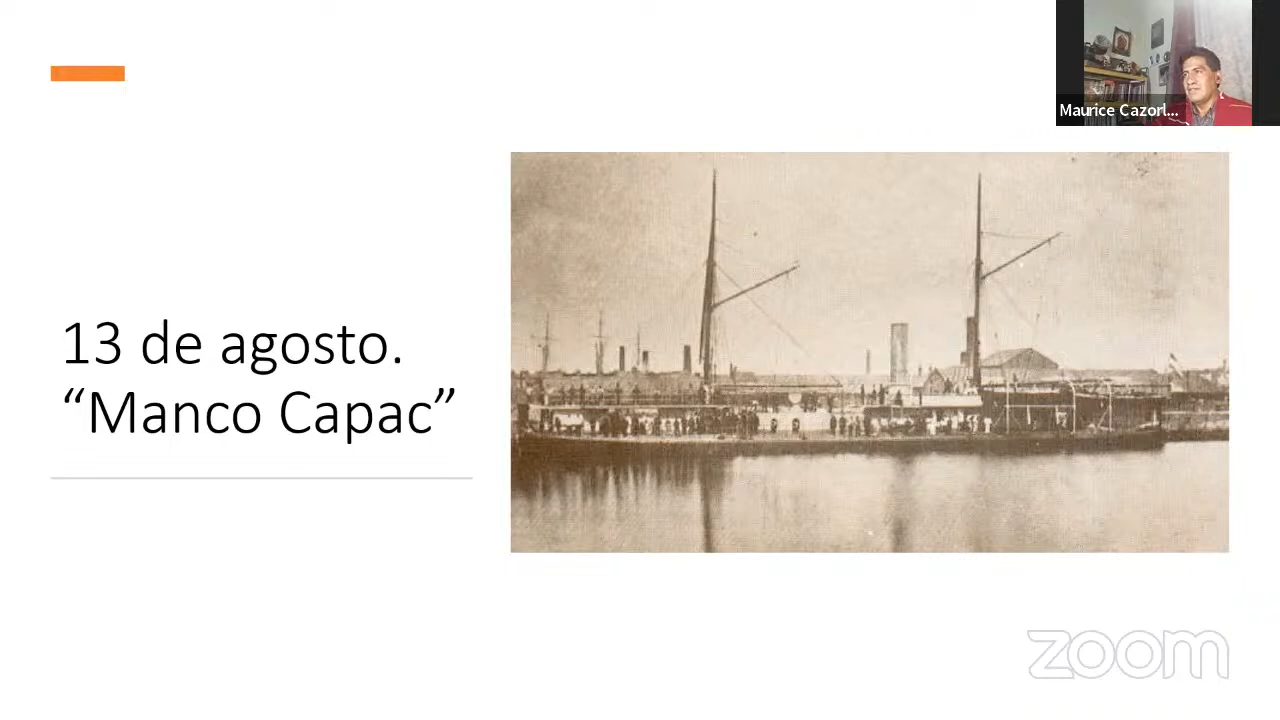 Maurice Cazorl...
13 de agosto.
“Manco Capac”
zoom